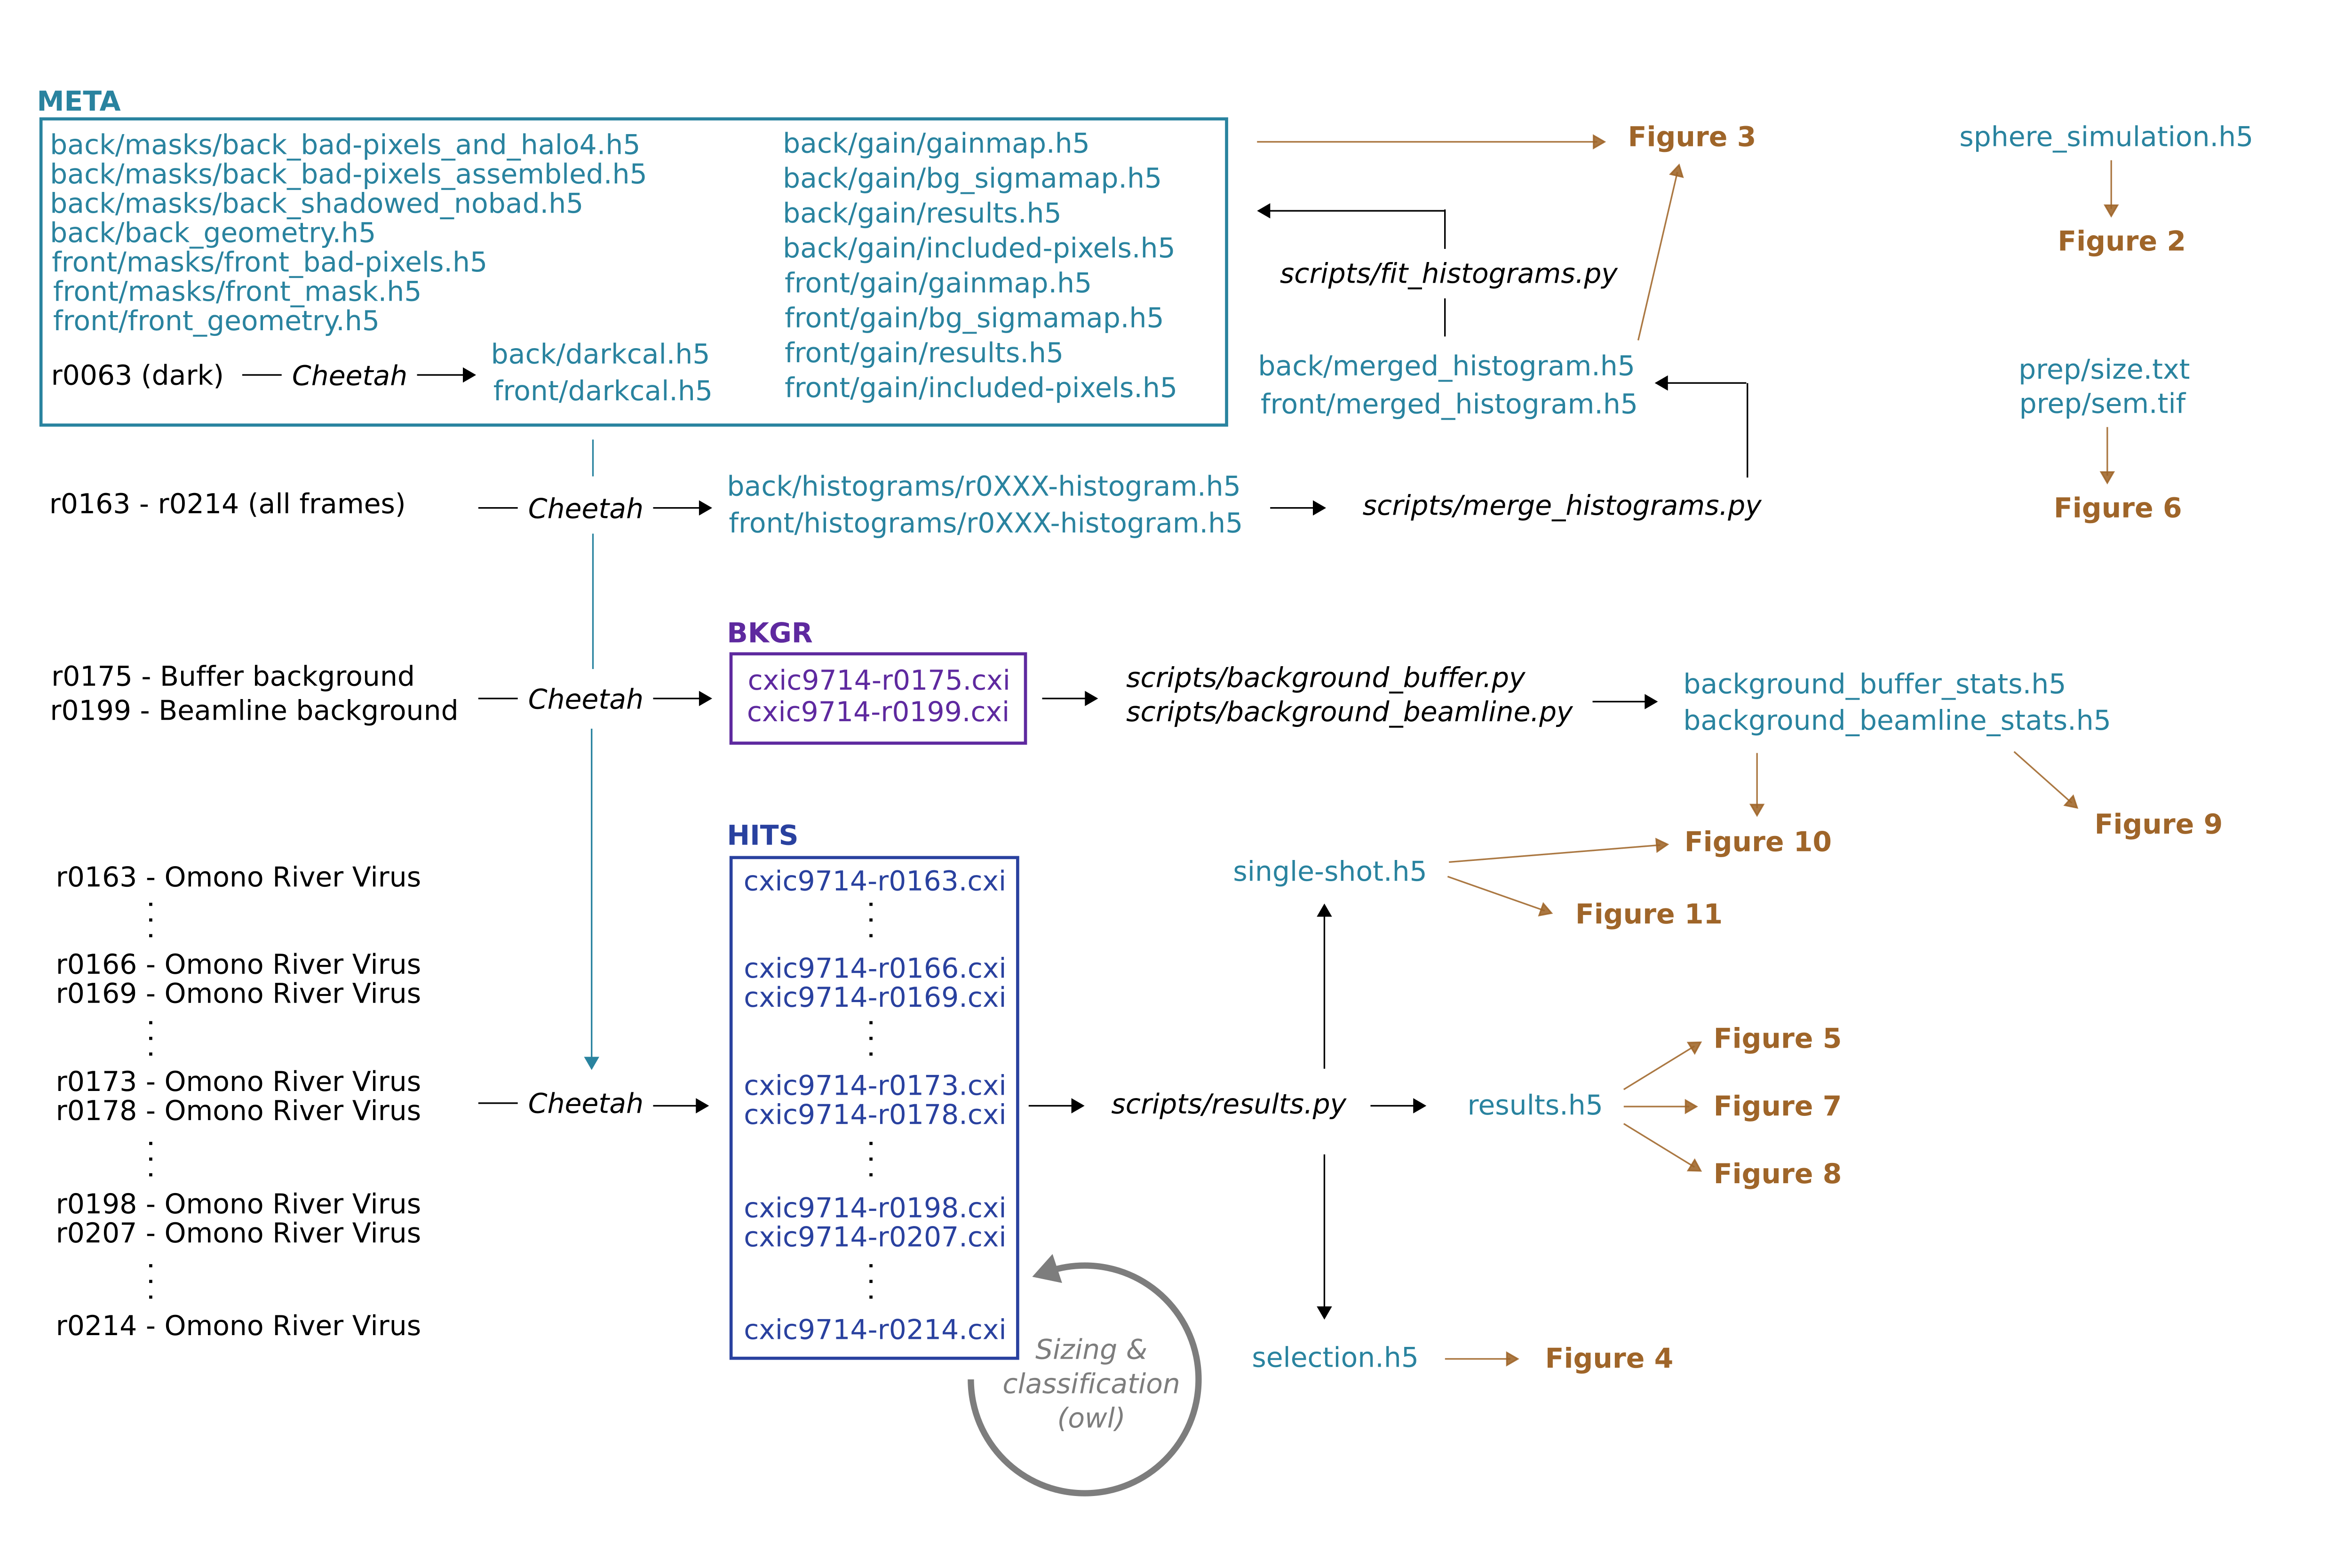 META
back/masks/back_bad-pixels_and_halo4.h5
back/masks/back_bad-pixels_assembled.h5
back/masks/back_shadowed_nobad.h5
back/back_geometry.h5
front/masks/front_bad-pixels.h5
front/masks/front_mask.h5
front/front_geometry.h5
r0063 (dark)
Cheetah
back/darkcal.h5
front/darkcal.h5
back/gain/gainmap.h5
back/gain/bg_sigmamap.h5
back/gain/results.h5
back/gain/included-pixels.h5
front/gain/gainmap.h5
front/gain/bg_sigmamap.h5
front/gain/results.h5
front/gain/included-pixels.h5
Figure 3
scripts/fit_histograms.py
back/merged_histogram.h5
front/merged_histogram.h5
sphere_simulation.h5
Figure 2
prep/size.txt
prep/sem.tif
Figure 6
r0163 - r0214 (all frames)
Cheetah
back/histograms/r0XXX-histogram.h5
front/histograms/r0XXX-histogram.h5
scripts/merge_histograms.py
r0175 - Buffer background
r0199 - Beamline background
Cheetah
BKGR
cxic9714-r0175.cxi
cxic9714-r0199.cxi
scripts/background_buffer.py
scripts/background_beamline.py
background_buffer_stats.h5
background_beamline_stats.h5
Figure 10
Figure 9
r0163 - Omono River Virus
r0166 - Omono River Virus
r0169 - Omono River Virus
r0173 - Omono River Virus
r0178 - Omono River Virus
r0198 - Omono River Virus
r0207 - Omono River Virus
r0214 - Omono River Virus
Cheetah
HITS
cxic9714-r0163.cxi
cxic9714-r0166.cxi
cxic9714-r0169.cxi
cxic9714-r0173.cxi
cxic9714-r0178.cxi
cxic9714-r0198.cxi
cxic9714-r0207.cxi
cxic9714-r0214.cxi
Sizing &
classification
(owl)
scripts/results.py
single-shot.h5
Figure 11
results.h5
Figure 5
Figure 7
Figure 8
selection.h5
Figure 4